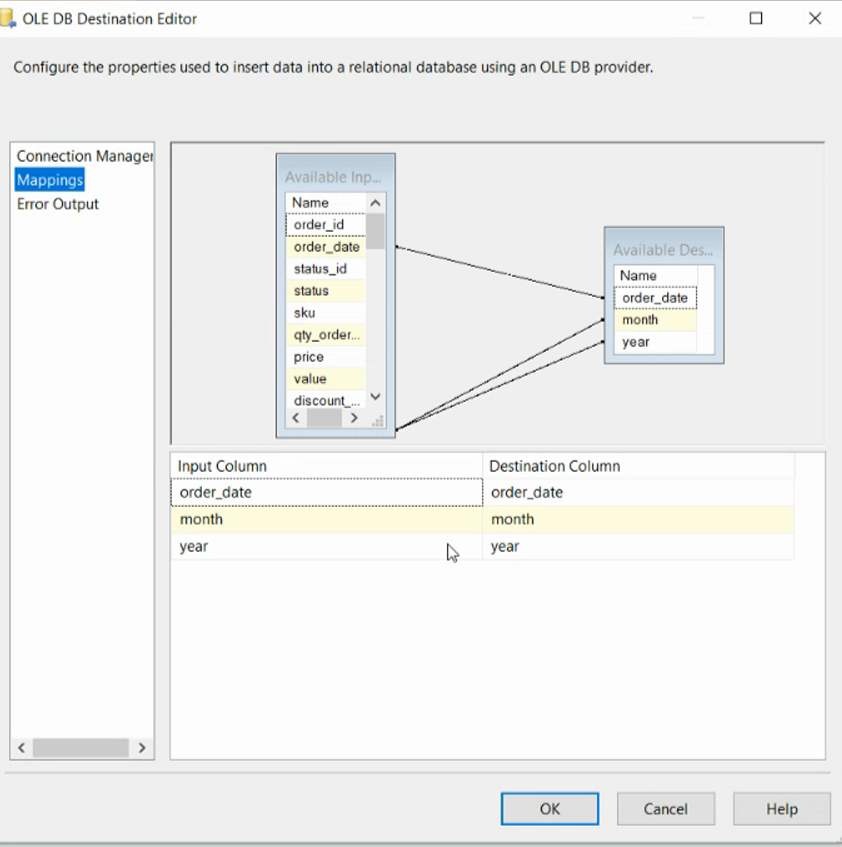 OLE DB Destination Editor
Configure the properties used to insert data into a relational database using an OLE DB provider.
Connection Manager
Mappings
Error Output
Available Inp...
Name
order_id
order_date
status_id
status
sku
qty_order...
price
value
discount_...
Available Des...
Name
order_date
month
year
Input Column Destination Column
order_date order_date
month month
year year
OK Cancel Help